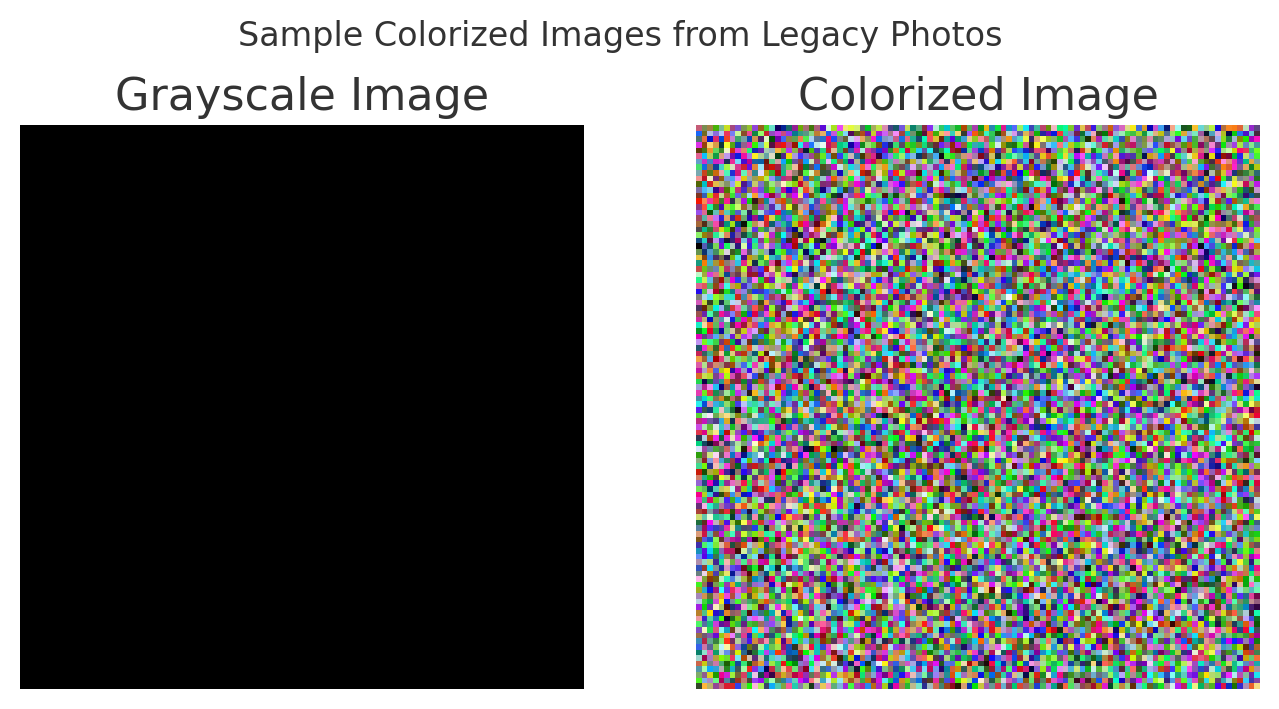 Sample Colorized Images from Legacy Photos
Grayscale Image
Colorized Image